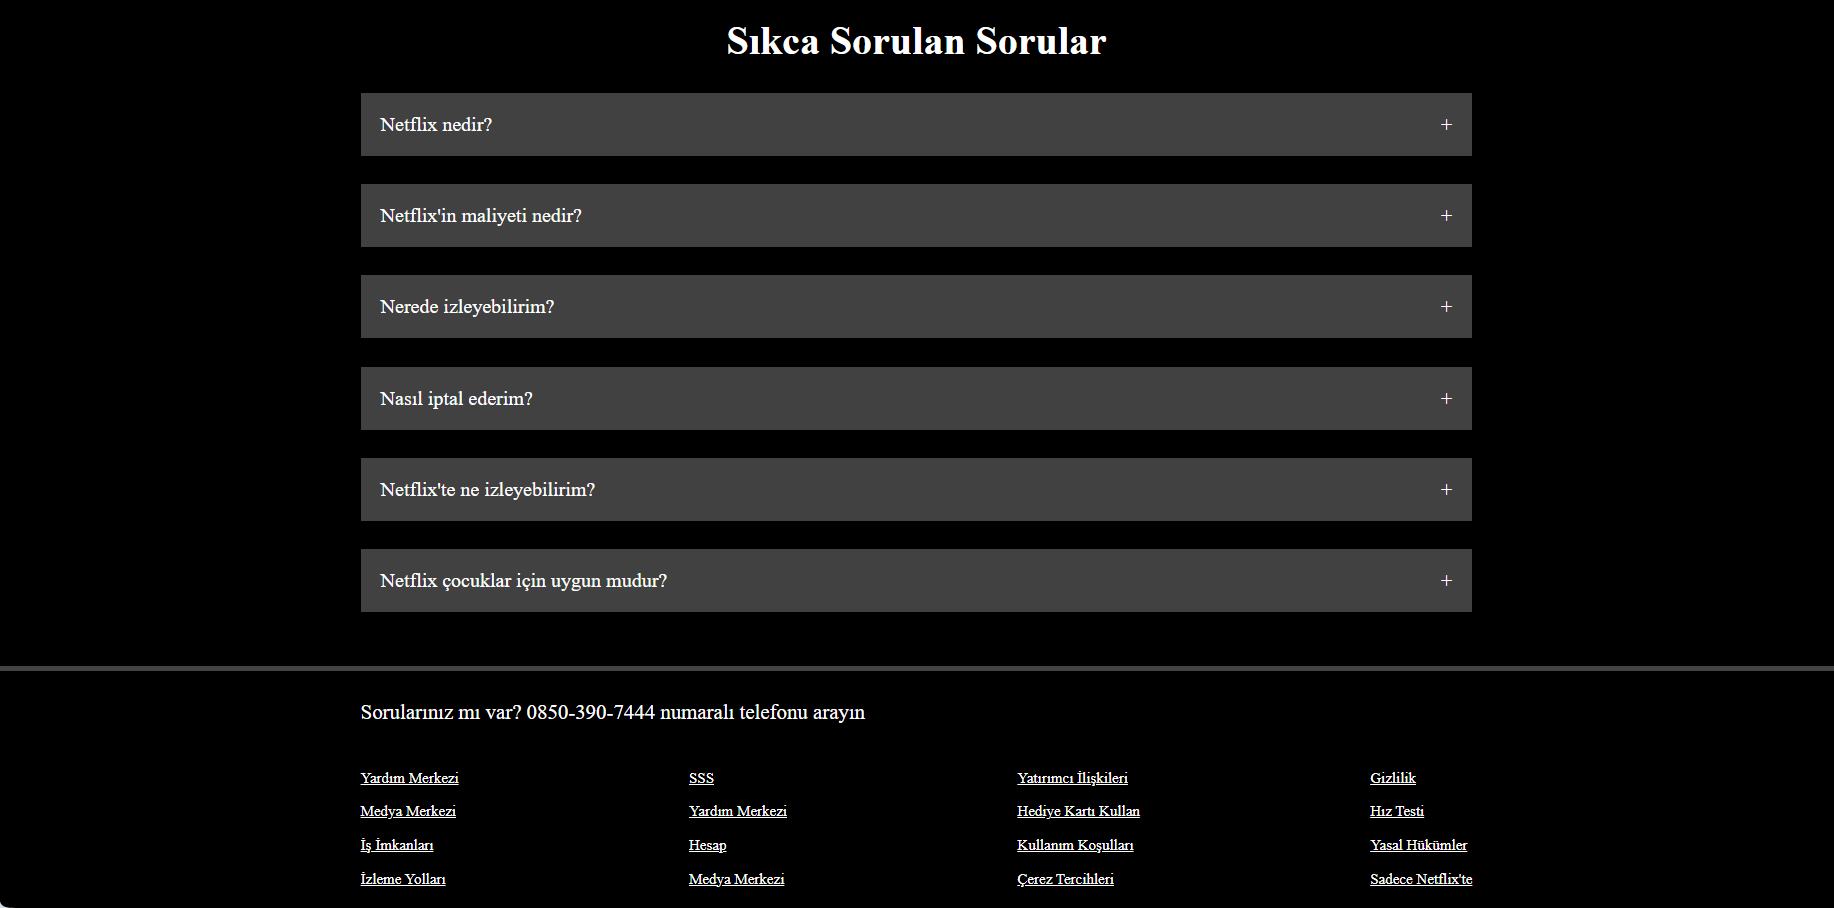 Sıkca Sorulan Sorular
Netflix nedir? +
Netflix'in maliyeti nedir? +
Nerede izleyebilirim? +
Nasıl iptal ederim? +
Netflix'te ne izleyebilirim? +
Netflix çocuklar için uygun mudur? +
Sorularınız mı var? 0850-390-7444 numaralı telefonu arayın
Yardım Merkezi SSS Yatırımcı İlişkileri Gizlilik
Medya Merkezi Yardım Merkezi Hediye Kartı Kullan Hız Testi
İş İmkanları Hesap Kullanım Koşulları Yasal Hükümler
İzleme Yolları Medya Merkezi Çerez Tercihleri Sadece Netflix'te